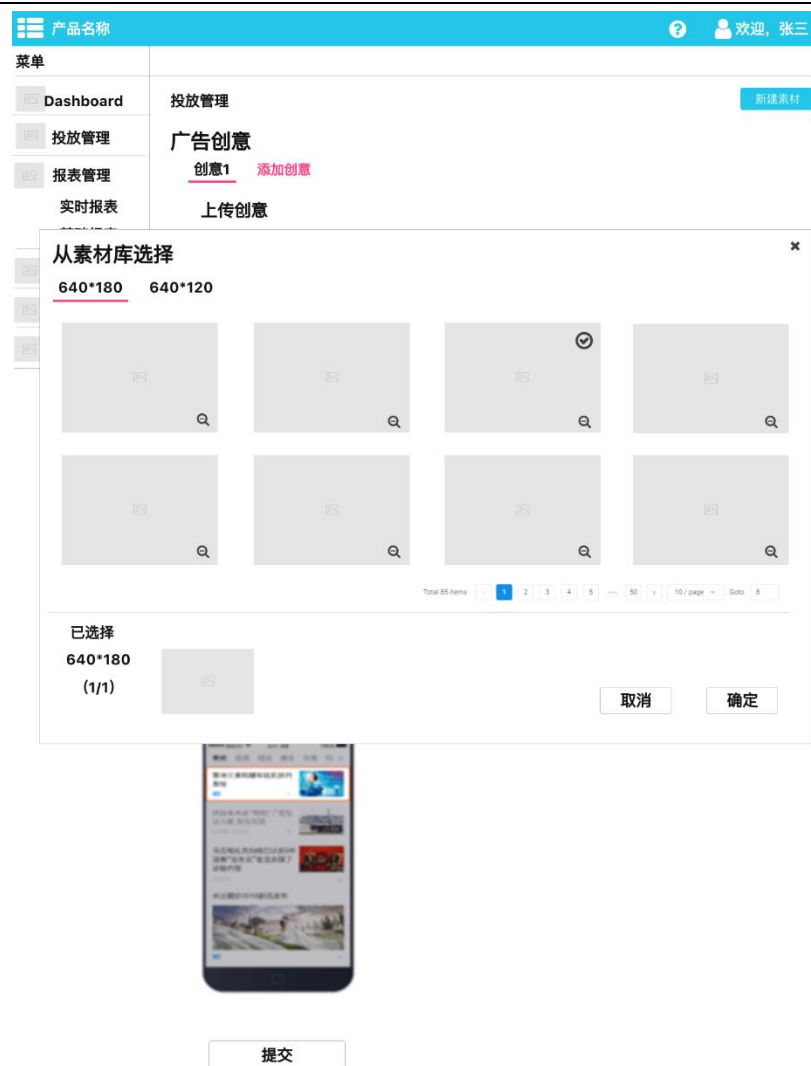 产品名称
欢迎，张三
菜单
Dashboard
投放管理
新建素材
投放管理
广告创意
报表管理
创意1 添加创意
实时报表
上传创意
从素材库选择
640*180 640*120
Total 85 items 1 2 3 4 5 ··· 50 10 / page Goto 8
已选择
640*180
（1/1）
取消 确定
提交